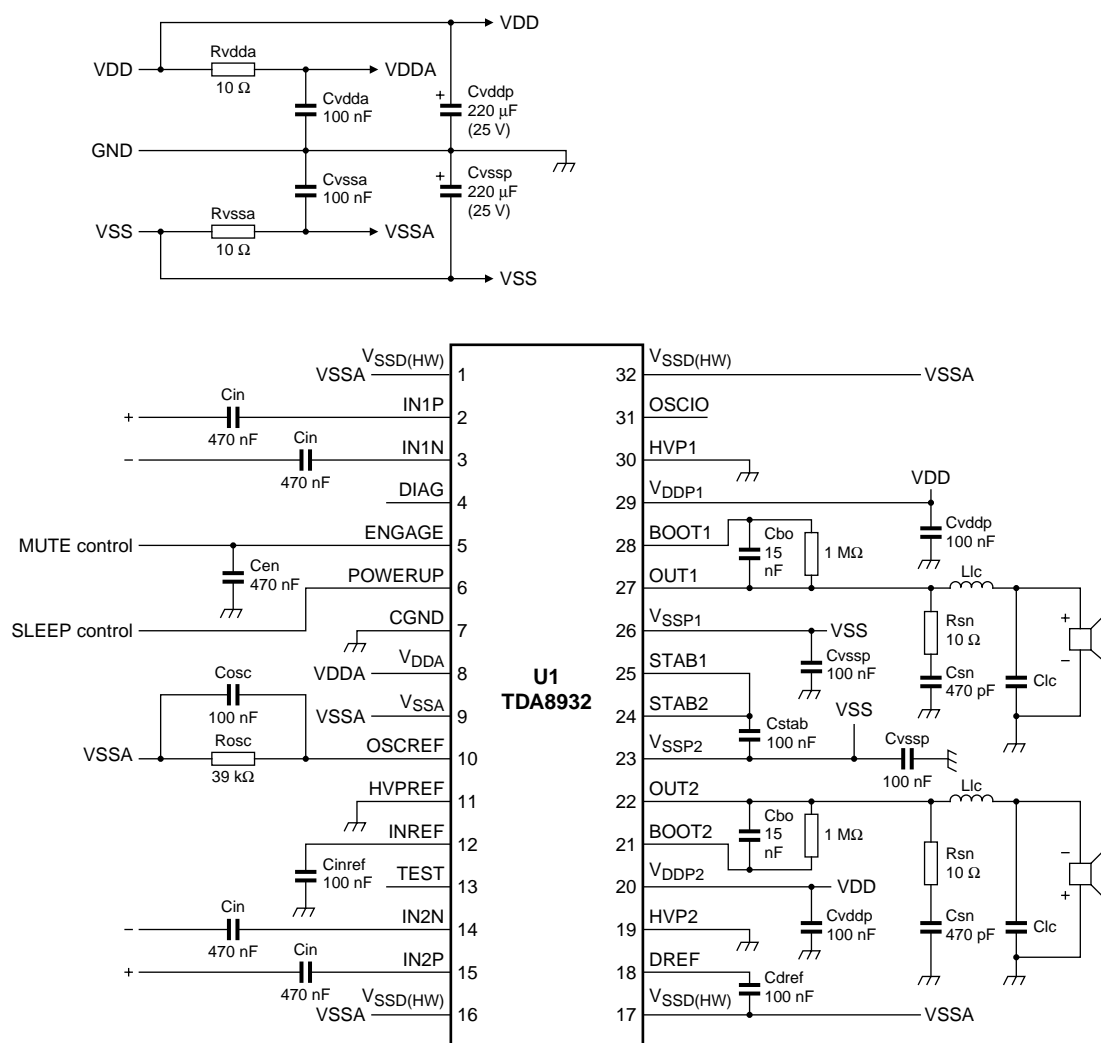 VDD
Rvdda
VDD
10 Ω
VDDA
Cvdda
100 nF
+
Cvddp
220 μF
(25 V)
GND
Cvssa
100 nF
+
Cvssp
220 μF
(25 V)
Rvssa
VSS
10 Ω
VSSA
VSS
U1
TDA8932
VSSD(HW)
VSSA
1
Cin
+
470 nF
IN1P
2
Cin
–
470 nF
IN1N
3
DIAG
4
MUTE control
ENGAGE
5
Cen
470 nF
POWERUP
6
SLEEP control
CGND
7
VDDA
VDDA
8
Cosc
100 nF
VSSA
VSSA
9
VSSA
Rosc
39 kΩ
OSCREF
10
HVPREF
11
INREF
12
Cinref
100 nF
TEST
13
Cin
–
470 nF
IN2N
14
Cin
+
470 nF
IN2P
15
VSSD(HW)
VSSA
16
VSSD(HW)
32
VSSA
OSCIO
31
HVP1
30
VDDP1
29
VDD
Cvddp
100 nF
BOOT1
28
Cbo
15
nF
1 MΩ
OUT1
27
Llc
Rsn
10 Ω
Csn
470 pF
Clc
+
–
VSSP1
26
VSS
Cvssp
100 nF
STAB1
25
STAB2
24
Cstab
100 nF
VSS
VSSP2
23
Cvssp
100 nF
OUT2
22
Llc
Cbo
15
nF
1 MΩ
BOOT2
21
Rsn
10 Ω
Csn
470 pF
Clc
–
+
VDDP2
20
VDD
Cvddp
100 nF
HVP2
19
DREF
18
Cdref
100 nF
VSSD(HW)
17
VSSA